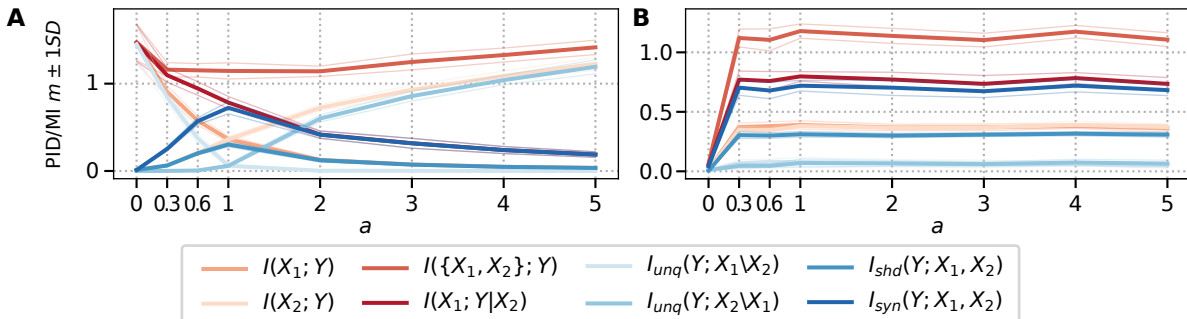 A
B
PID/MI m ± 1SD
1
0
0 0.3 0.6 1 2 3 4 5
a
1.0
0.5
0.0
0 0.3 0.6 1 2 3 4 5
a
I(X₁; Y) I({X₁, X₂}; Y) I_unq(Y; X₁\X₂) I_shd(Y; X₁, X₂)
I(X₂; Y) I(X₁; Y|X₂) I_unq(Y; X₂\X₁) I_syn(Y; X₁, X₂)